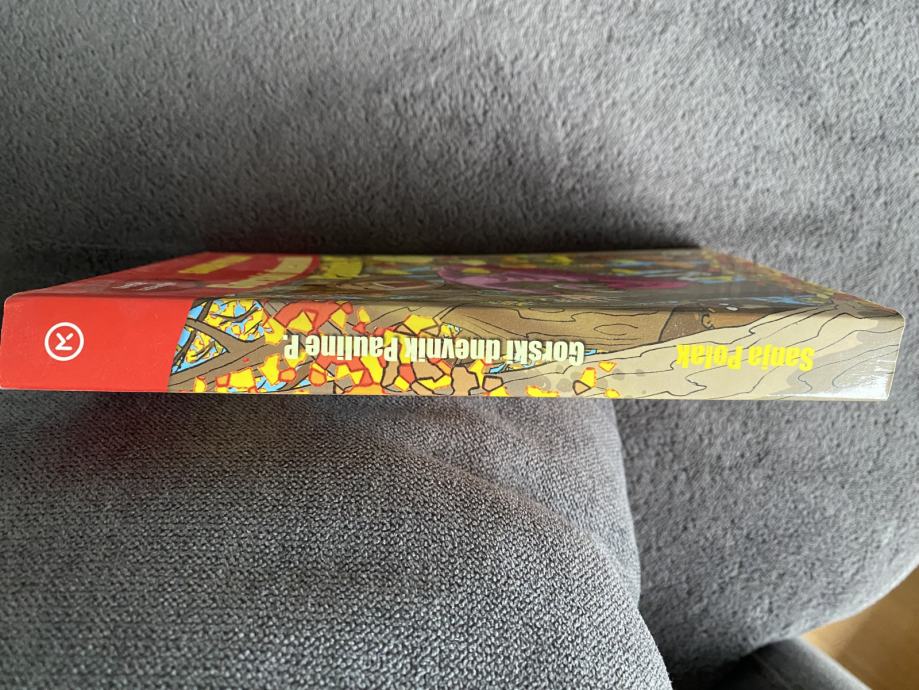 Sanja Polak
Gorski dnevnik Pauline P.